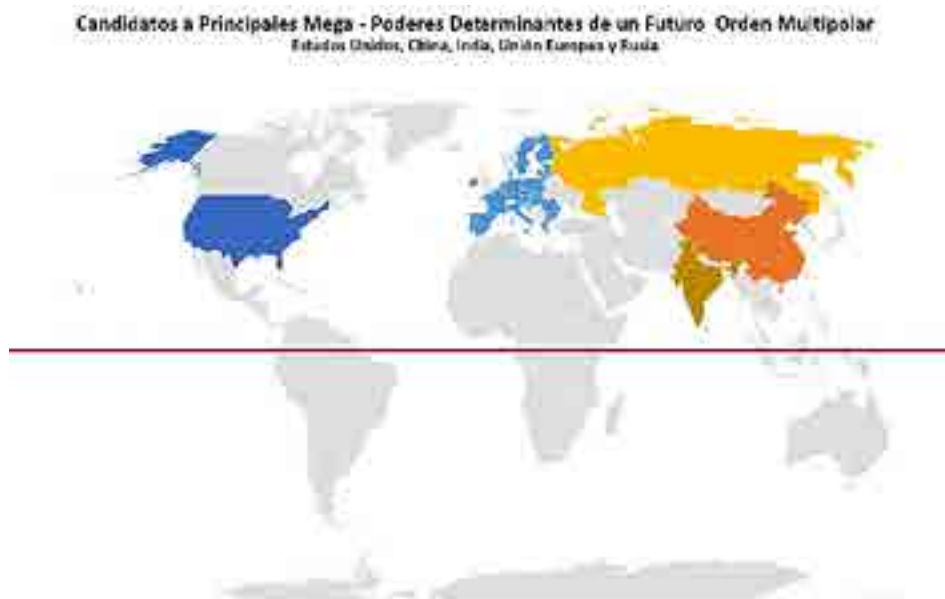 Candidatos a Principales Mega - Poderes Determinantes de un Futuro Orden Multipolar
Estados Unidos, China, India, Unión Europea y Rusia